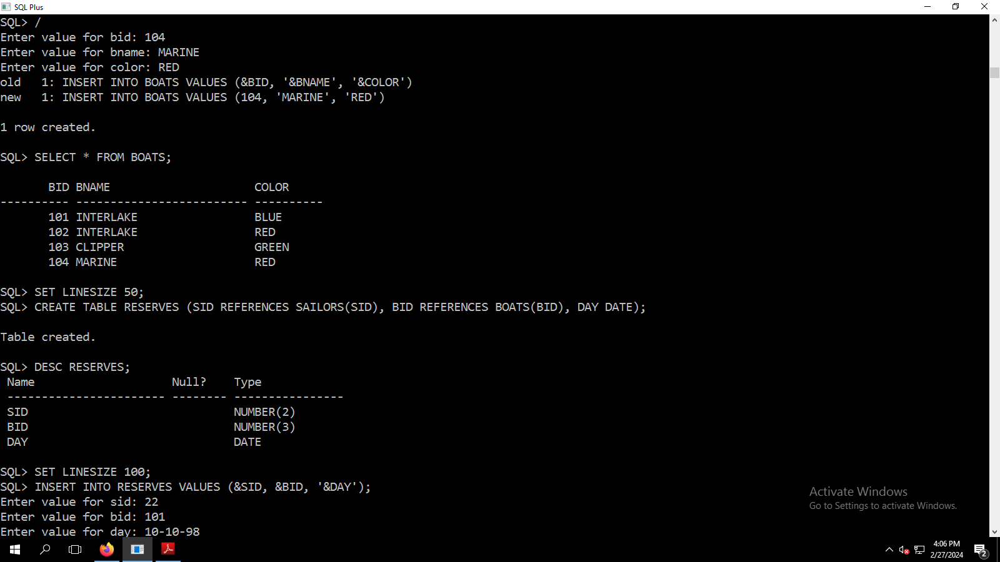 SQL Plus
SQL> /
Enter value for bid: 104
Enter value for bname: MARINE
Enter value for color: RED
old   1: INSERT INTO BOATS VALUES (&BID, '&BNAME', '&COLOR')
new   1: INSERT INTO BOATS VALUES (104, 'MARINE', 'RED')
1 row created.
SQL> SELECT * FROM BOATS;
       BID BNAME                     COLOR
---------- ------------------------- ----------
       101 INTERLAKE                 BLUE
       102 INTERLAKE                 RED
       103 CLIPPER                   GREEN
       104 MARINE                    RED
SQL> SET LINESIZE 50;
SQL> CREATE TABLE RESERVES (SID REFERENCES SAILORS(SID), BID REFERENCES BOATS(BID), DAY DATE);
Table created.
SQL> DESC RESERVES;
 Name                    Null?    Type
 ----------------------- -------- ----------------
 SID                              NUMBER(2)
 BID                              NUMBER(3)
 DAY                              DATE
SQL> SET LINESIZE 100;
SQL> INSERT INTO RESERVES VALUES (&SID, &BID, '&DAY');
Enter value for sid: 22
Enter value for bid: 101
Enter value for day: 10-10-98
Activate Windows
Go to Settings to activate Windows.
4:06 PM
2/27/2024
2